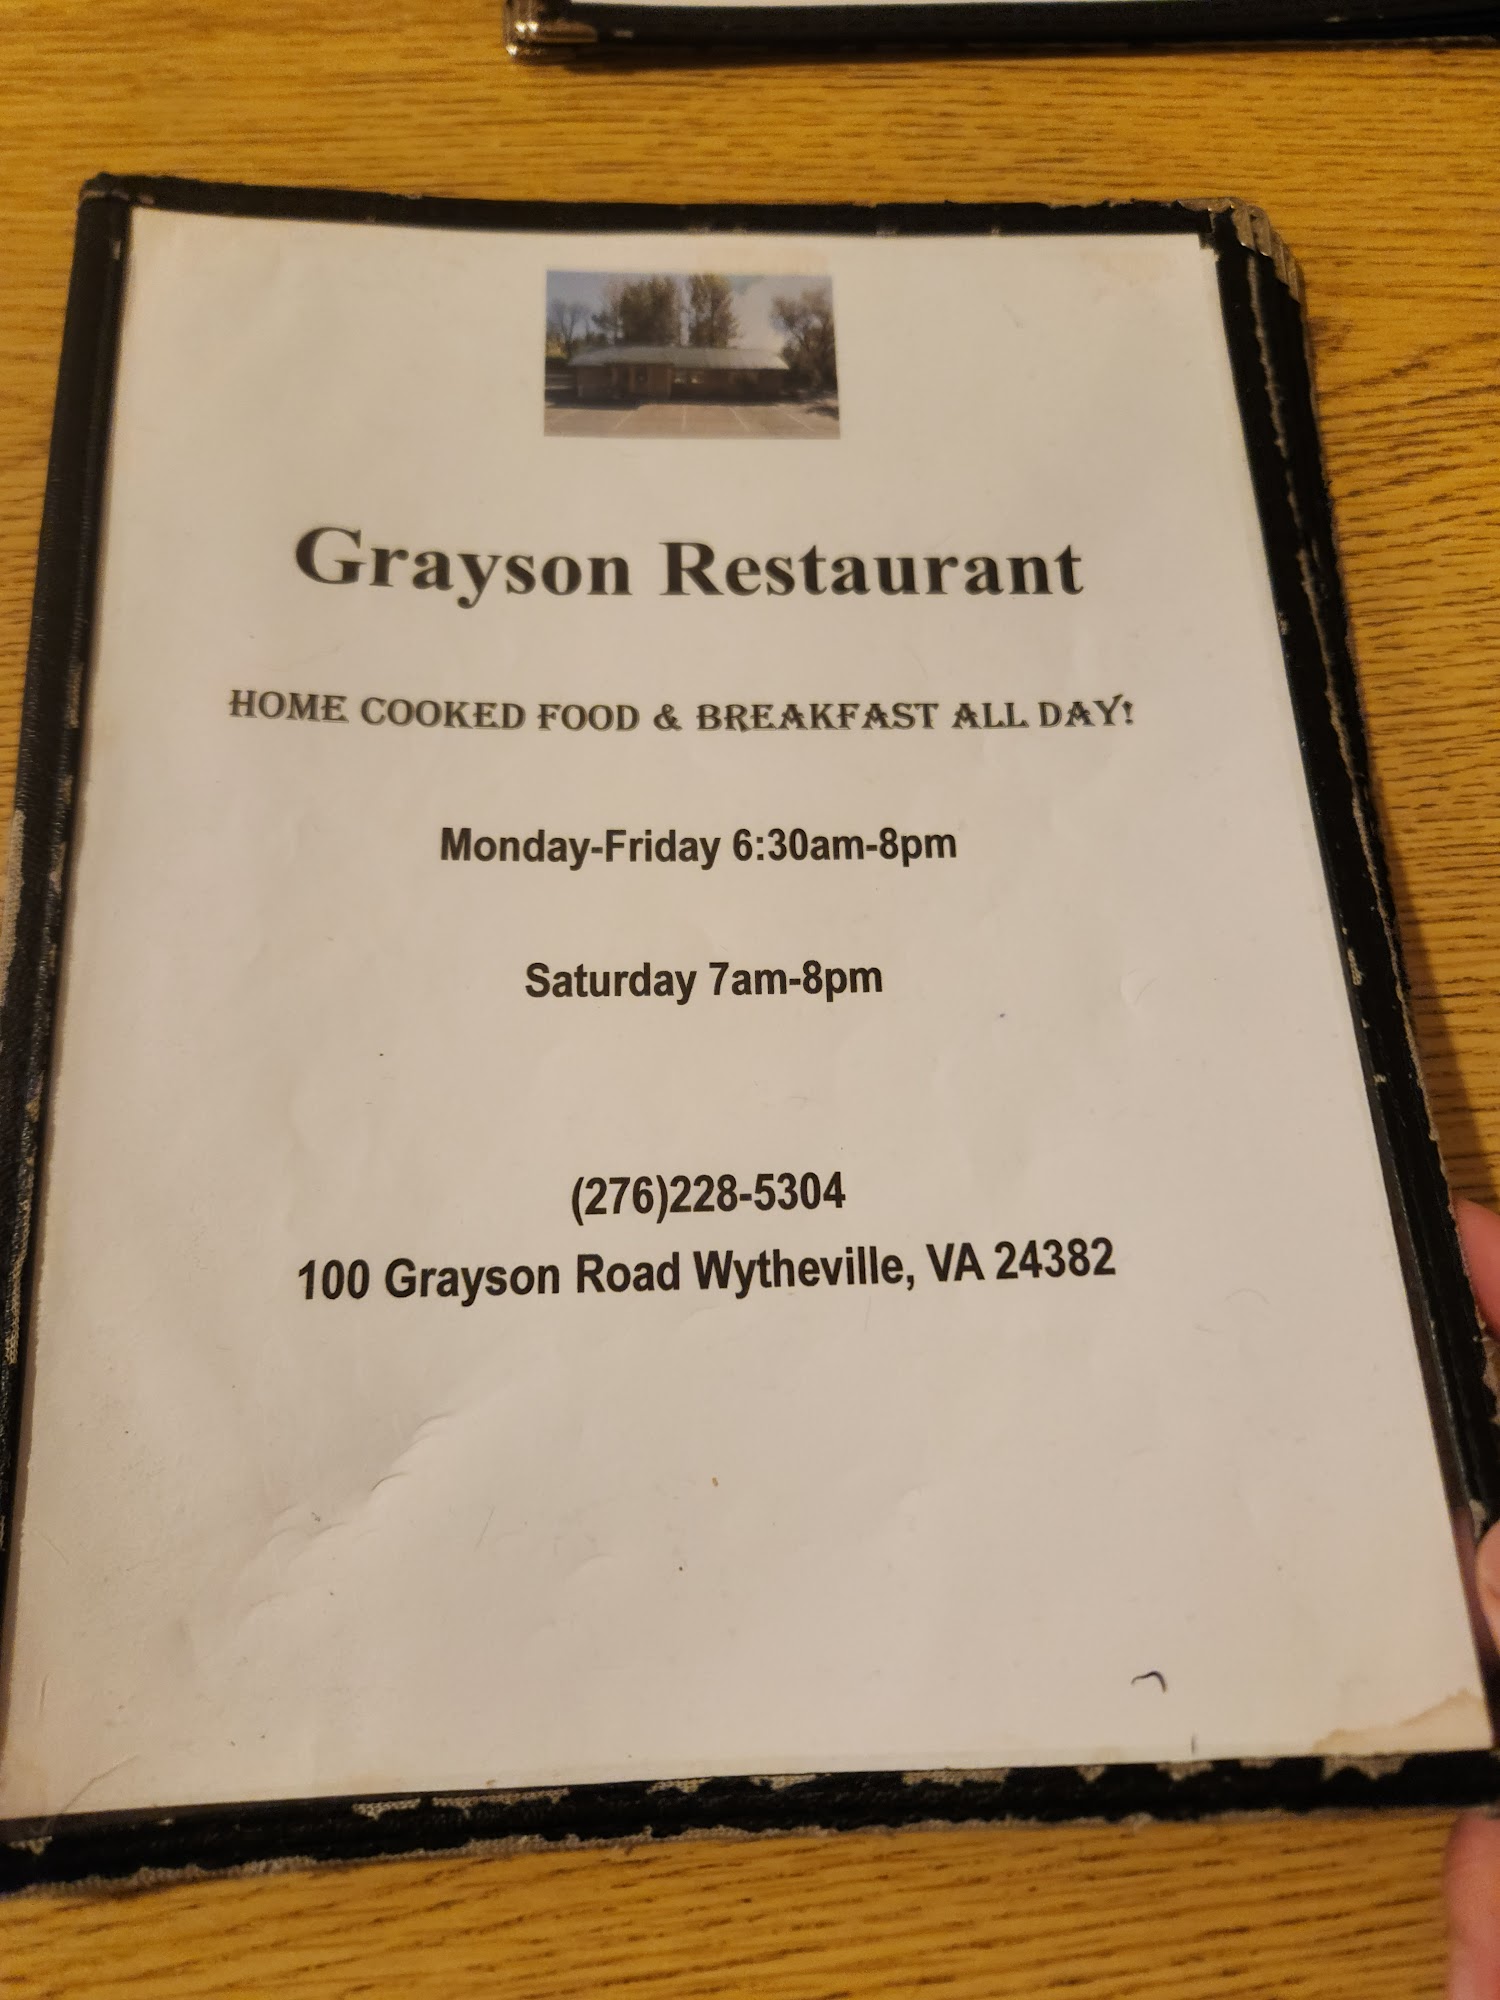 Grayson Restaurant
HOME COOKED FOOD & BREAKFAST ALL DAY!
Monday-Friday 6:30am-8pm
Saturday 7am-8pm
(276)228-5304
100 Grayson Road Wytheville, VA 24382